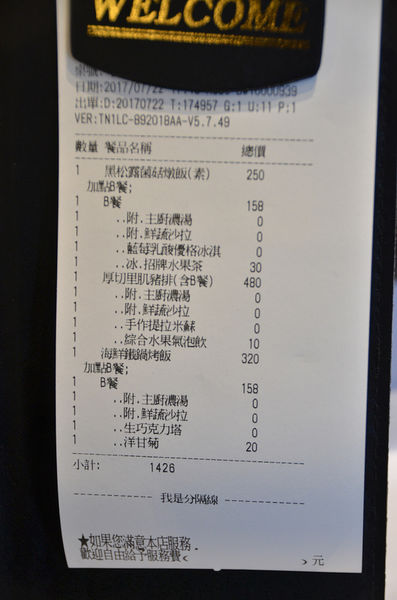 WELCOME
日期:2017/07/22
出單:D:20170722 T:174957 G:1 U:11 P:1
VER:TN1LC-892018AA-V5.7.49
數量 餐品名稱 總價
1 黑松露菌菇燉飯(素) 250
加點B餐;
1 B餐 158
1 ..附.主廚濃湯 0
1 ..附.鮮蔬沙拉 0
1 ..藍莓乳酸優格冰淇 0
1 ..冰.招牌水果茶 30
1 厚切里肌豬排(含B餐) 480
1 ..附.主廚濃湯 0
1 ..附.鮮蔬沙拉 0
1 ..手作提拉米蘇 0
1 ..綜合水果氣泡飲 10
1 海鮮鐵鍋烤飯 320
加點B餐;
1 B餐 158
1 ..附.主廚濃湯 0
1 ..附.鮮蔬沙拉 0
1 ..生巧克力塔 0
1 ..洋甘菊 20
小計: 1426
我是分隔線
★如果您滿意本店服務.
歡迎自由給予服務費< >元